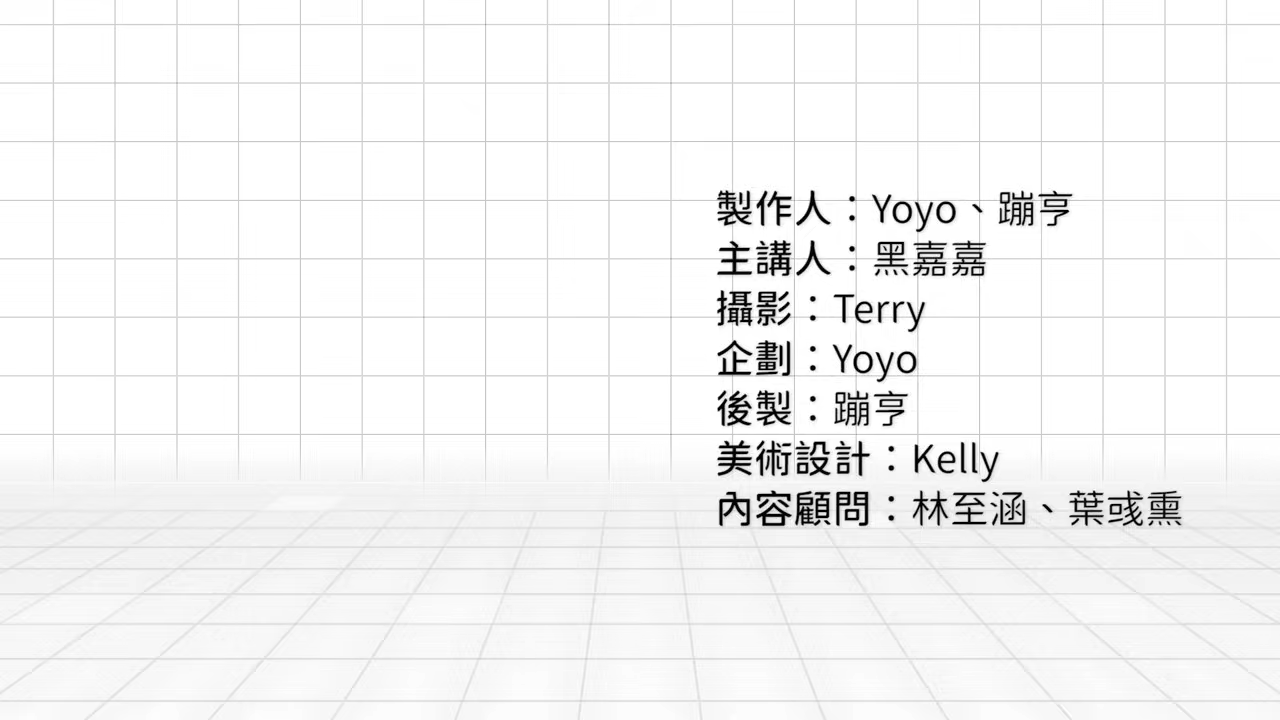 製作人：Yoyo、蹦亨
主講人：黑嘉嘉
攝影：Terry
企劃：Yoyo
後製：蹦亨
美術設計：Kelly
內容顧問：林至涵、葉彧熏